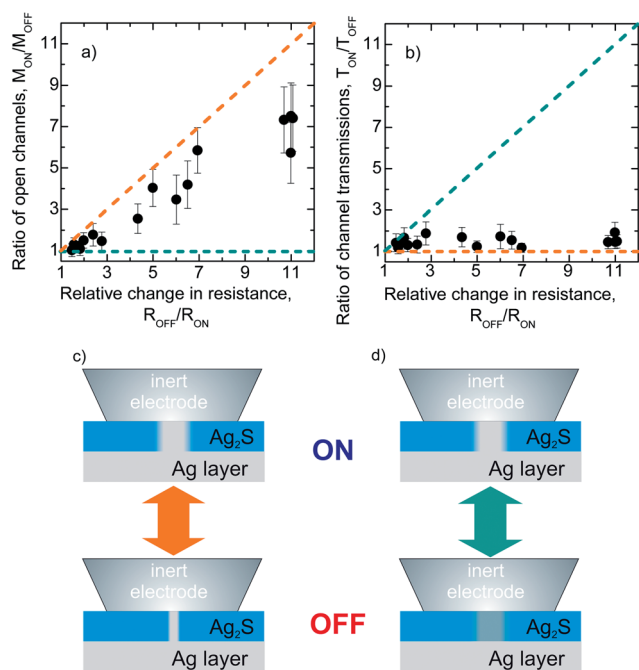 a)
Ratio of open channels, M_ON/M_OFF
11
9
7
5
3
1
1 3 5 7 9 11
Relative change in resistance,
R_OFF/R_ON
b)
Ratio of channel transmissions, T_ON/T_OFF
11
9
7
5
3
1
1 3 5 7 9 11
Relative change in resistance,
R_OFF/R_ON
c)
inert
electrode
Ag₂S
Ag layer
d)
inert
electrode
Ag₂S
Ag layer
ON
inert
electrode
Ag₂S
Ag layer
inert
electrode
Ag₂S
Ag layer
OFF